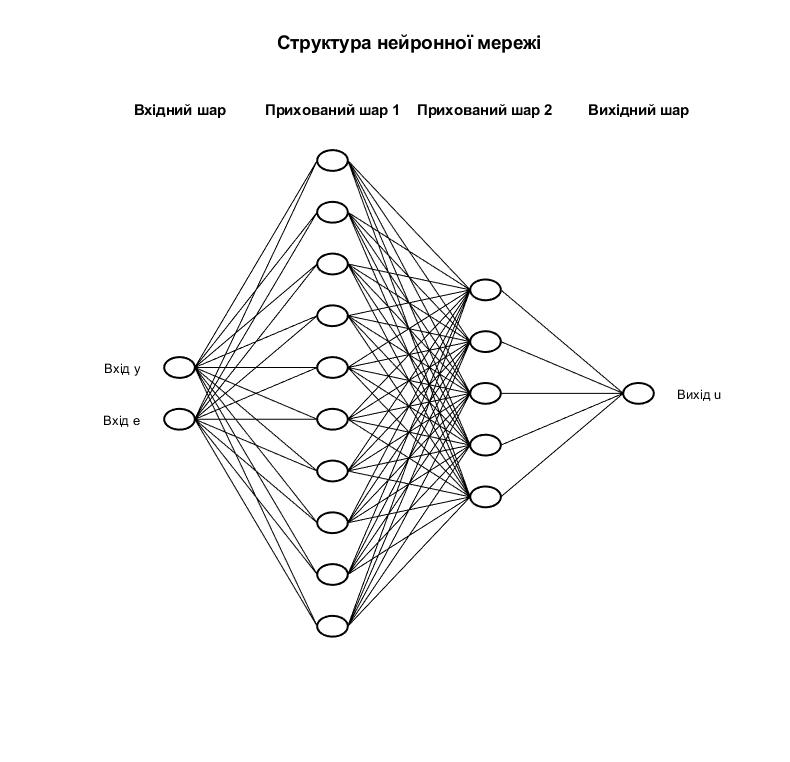 Структура нейронної мережі
Вхідний шар
Прихований шар 1
Прихований шар 2
Вихідний шар
Вхід y
Вхід e
Вихід u